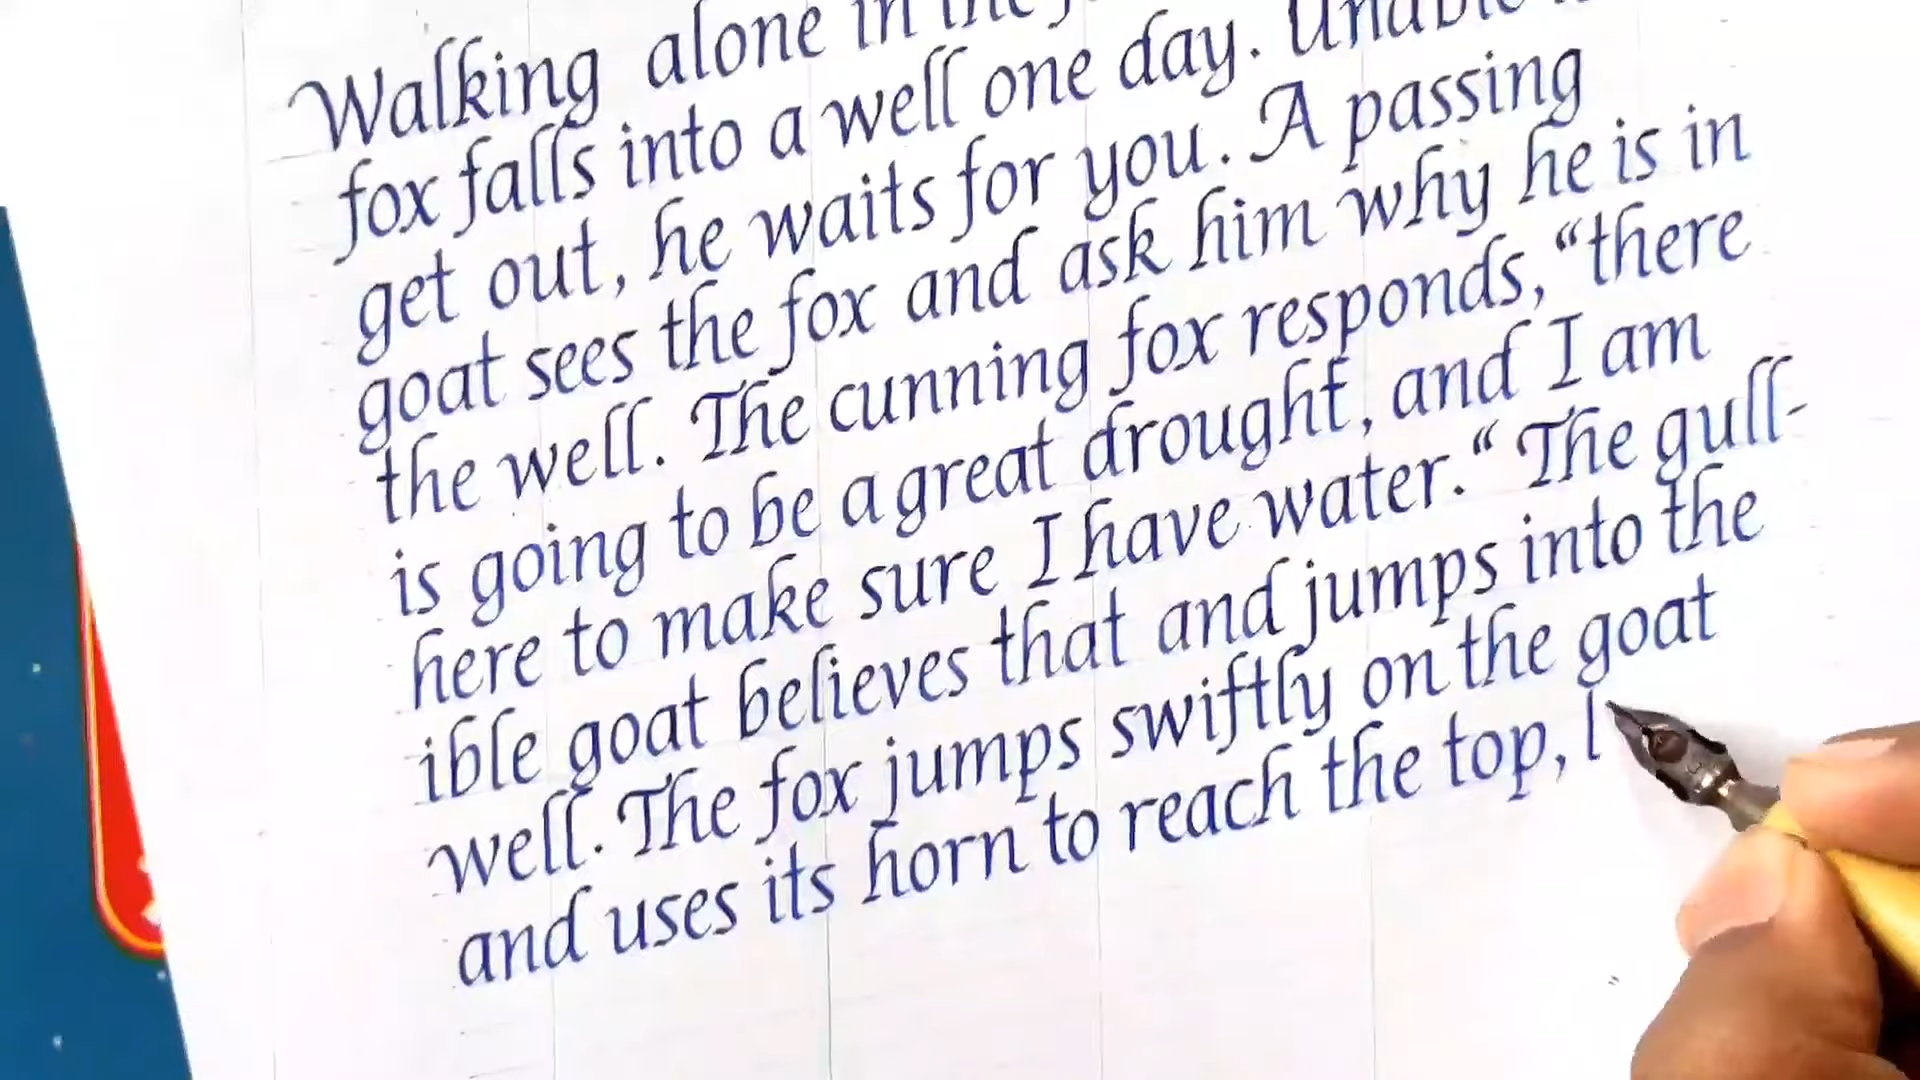 Walking alone in the
fox falls into a well one day. Unable
get out, he waits for you. A passing
goat sees the fox and ask him why he is in
the well. The cunning fox responds, “there
is going to be a great drought, and I am
here to make sure I have water.“ The gull-
ible goat believes that and jumps into the
well. The fox jumps swiftly on the goat
and uses its horn to reach the top, l